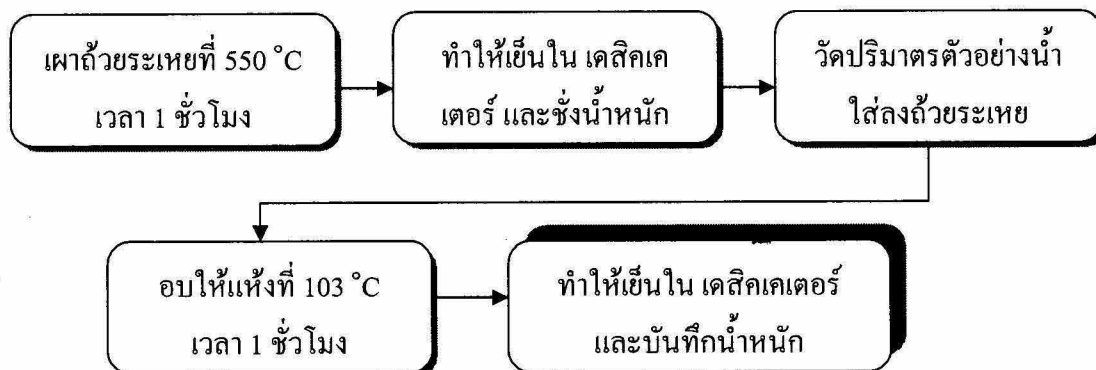 เผาถ้วยระเหยที่ 550 °C
เวลา 1 ชั่วโมง
ทำให้เย็นใน เดสิคเค
เตอร์ และชั่งน้ำหนัก
วัดปริมาตรตัวอย่างน้ำ
ใส่ลงถ้วยระเหย
อบให้แห้งที่ 103 °C
เวลา 1 ชั่วโมง
ทำให้เย็นใน เดสิคเคเตอร์
และบันทึกน้ำหนัก